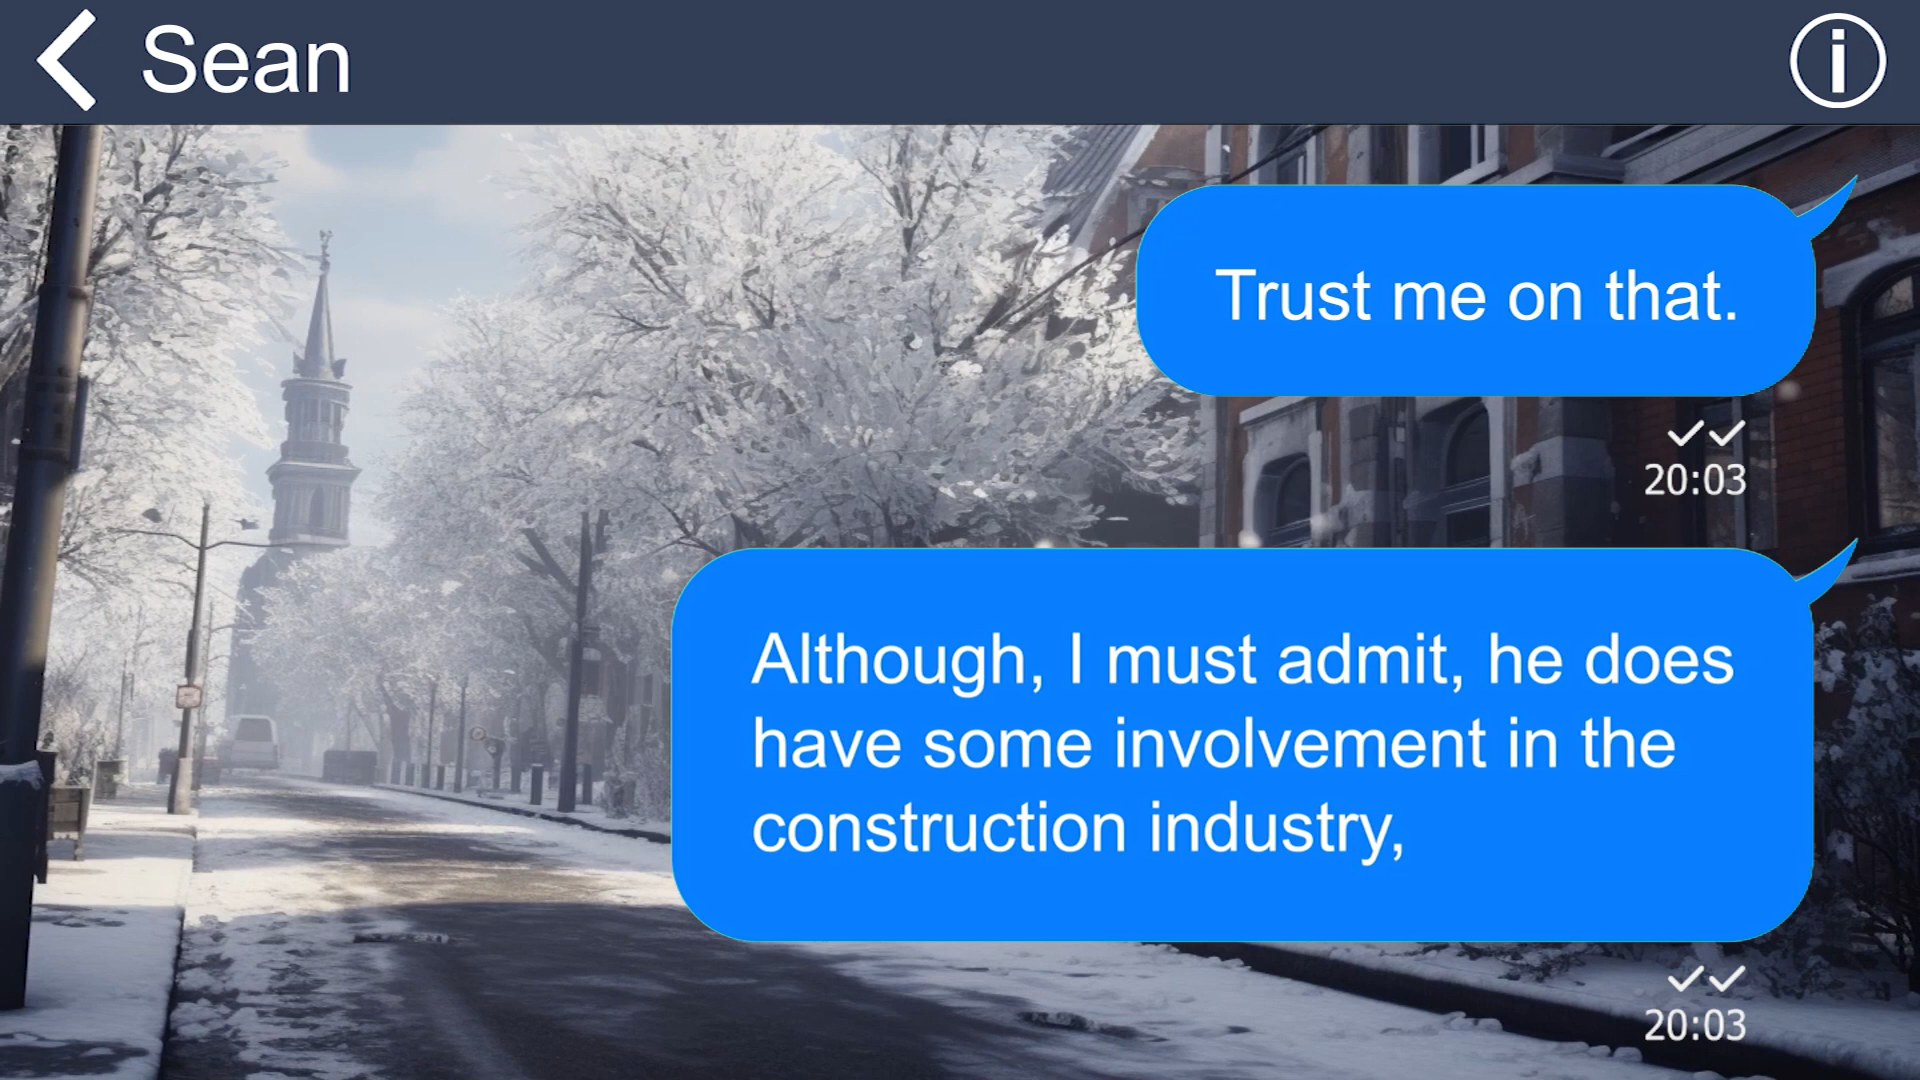 Sean
Trust me on that.
20:03
Although, I must admit, he does
have some involvement in the
construction industry,
20:03